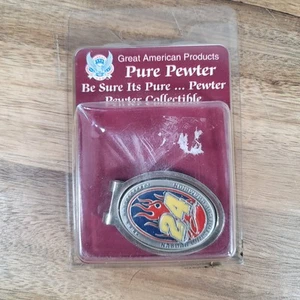 Great American Products
Pure Pewter
Be Sure Its Pure ... Pewter
Pewter Collectible
24